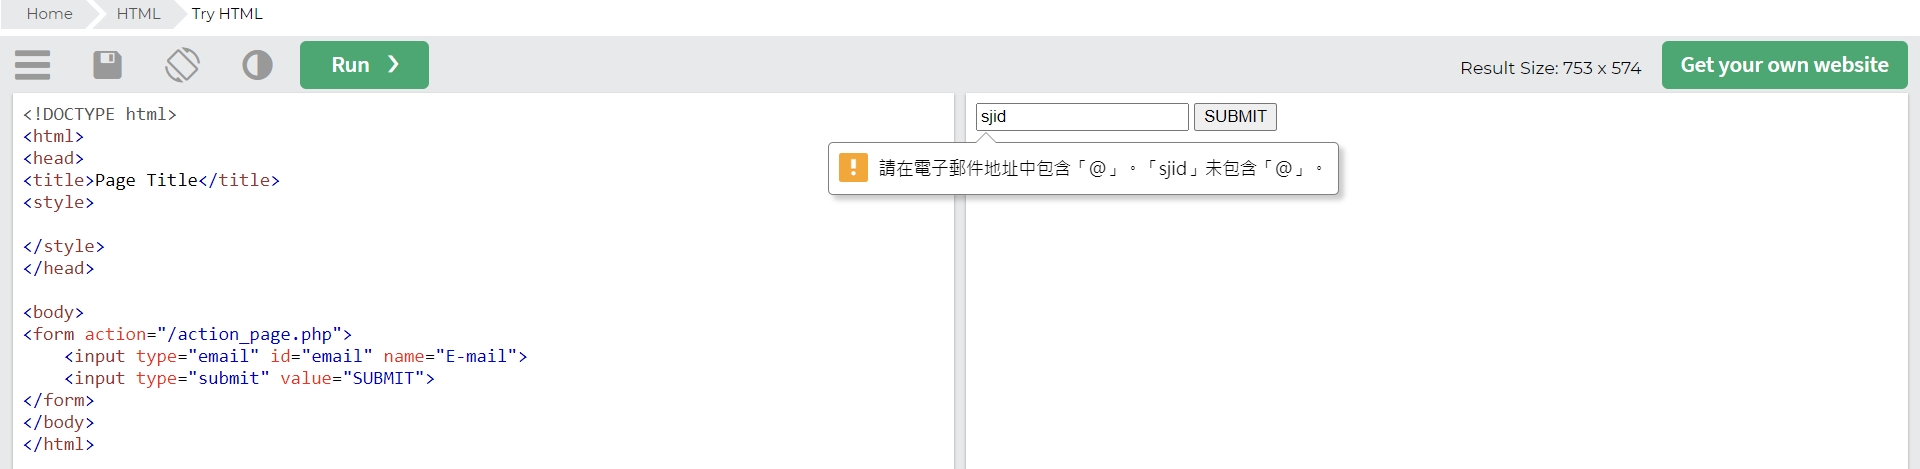 Home HTML Try HTML
Run ❯ Result Size: 753 x 574 Get your own website
<!DOCTYPE html>
<html>
<head>
<title>Page Title</title>
<style>
</style>
</head>
<body>
<form action="/action_page.php">
    <input type="email" id="email" name="E-mail">
    <input type="submit" value="SUBMIT">
</form>
</body>
</html>
sjid SUBMIT
請在電子郵件地址中包含「@」。「sjid」未包含「@」。